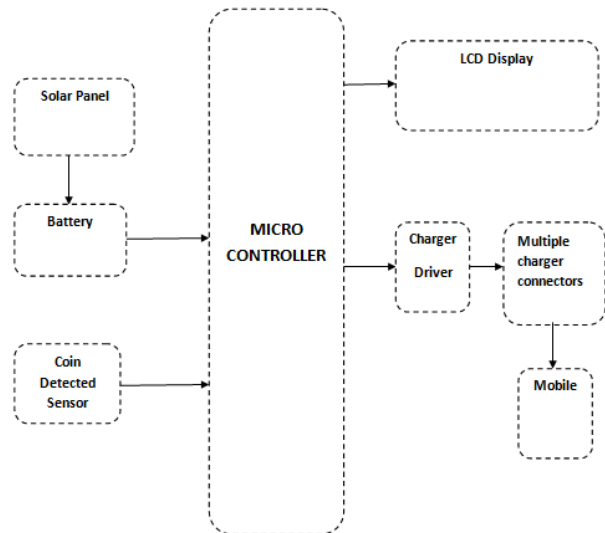 Solar Panel
Battery
Coin
Detected
Sensor
MICRO
CONTROLLER
LCD Display
Charger
Driver
Multiple
charger
connectors
Mobile